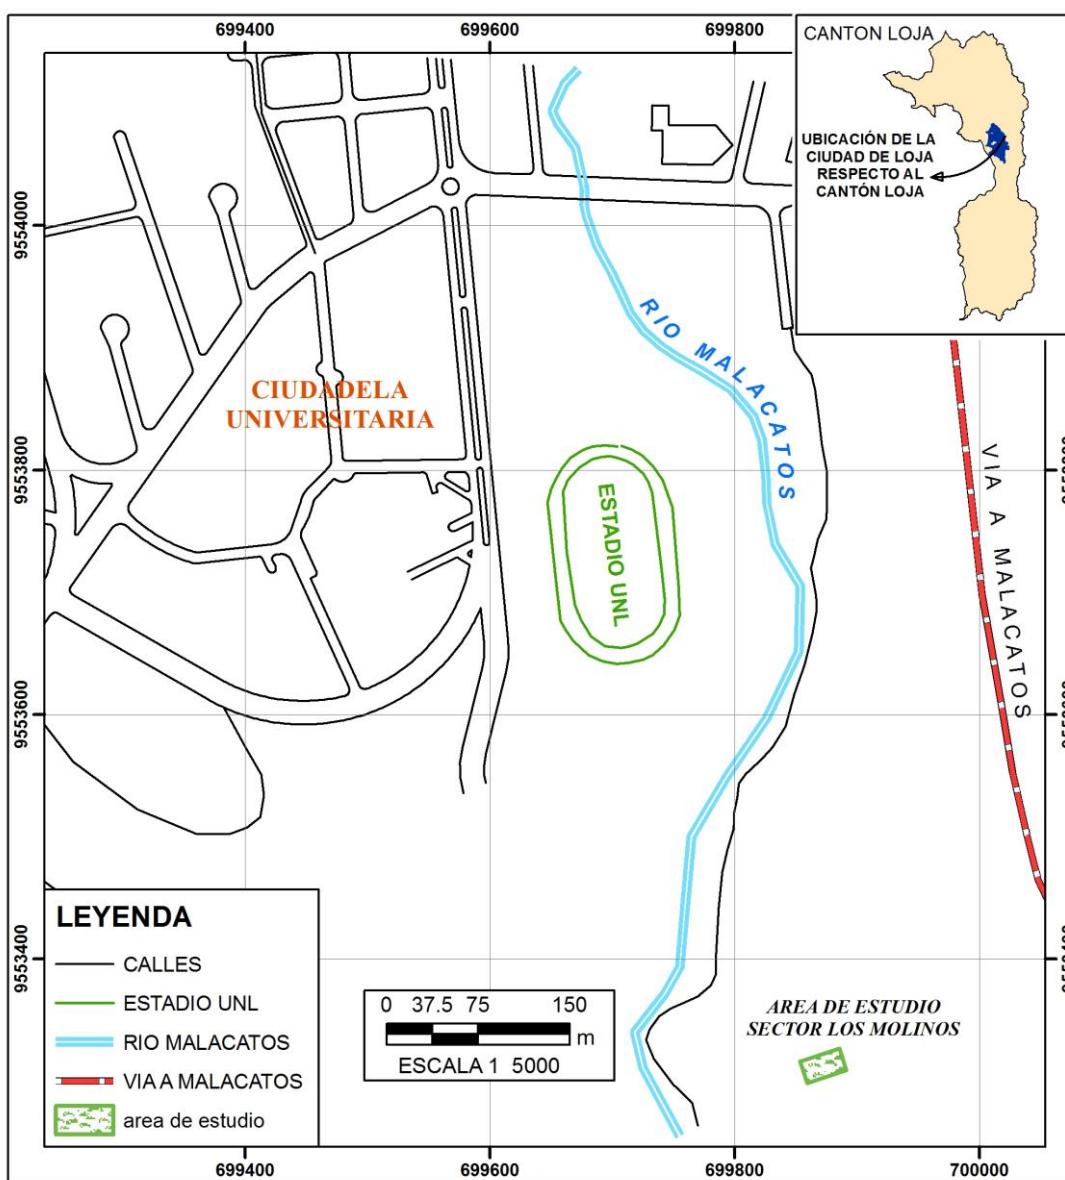 699400 699600 699800
CANTON LOJA
UBICACIÓN DE LA
CIUDAD DE LOJA
RESPECTO AL
CANTÓN LOJA
9554000
RIO MALACATOS
CIUDADELA
UNIVERSITARIA
9553800
ESTADIO UNL
VIA A MALACATOS
9553600
9553400
LEYENDA
CALLES
ESTADIO UNL
RIO MALACATOS
VIA A MALACATOS
area de estudio
0 37.5 75 150
m
ESCALA 1 5000
AREA DE ESTUDIO
SECTOR LOS MOLINOS
699400 699600 699800 700000